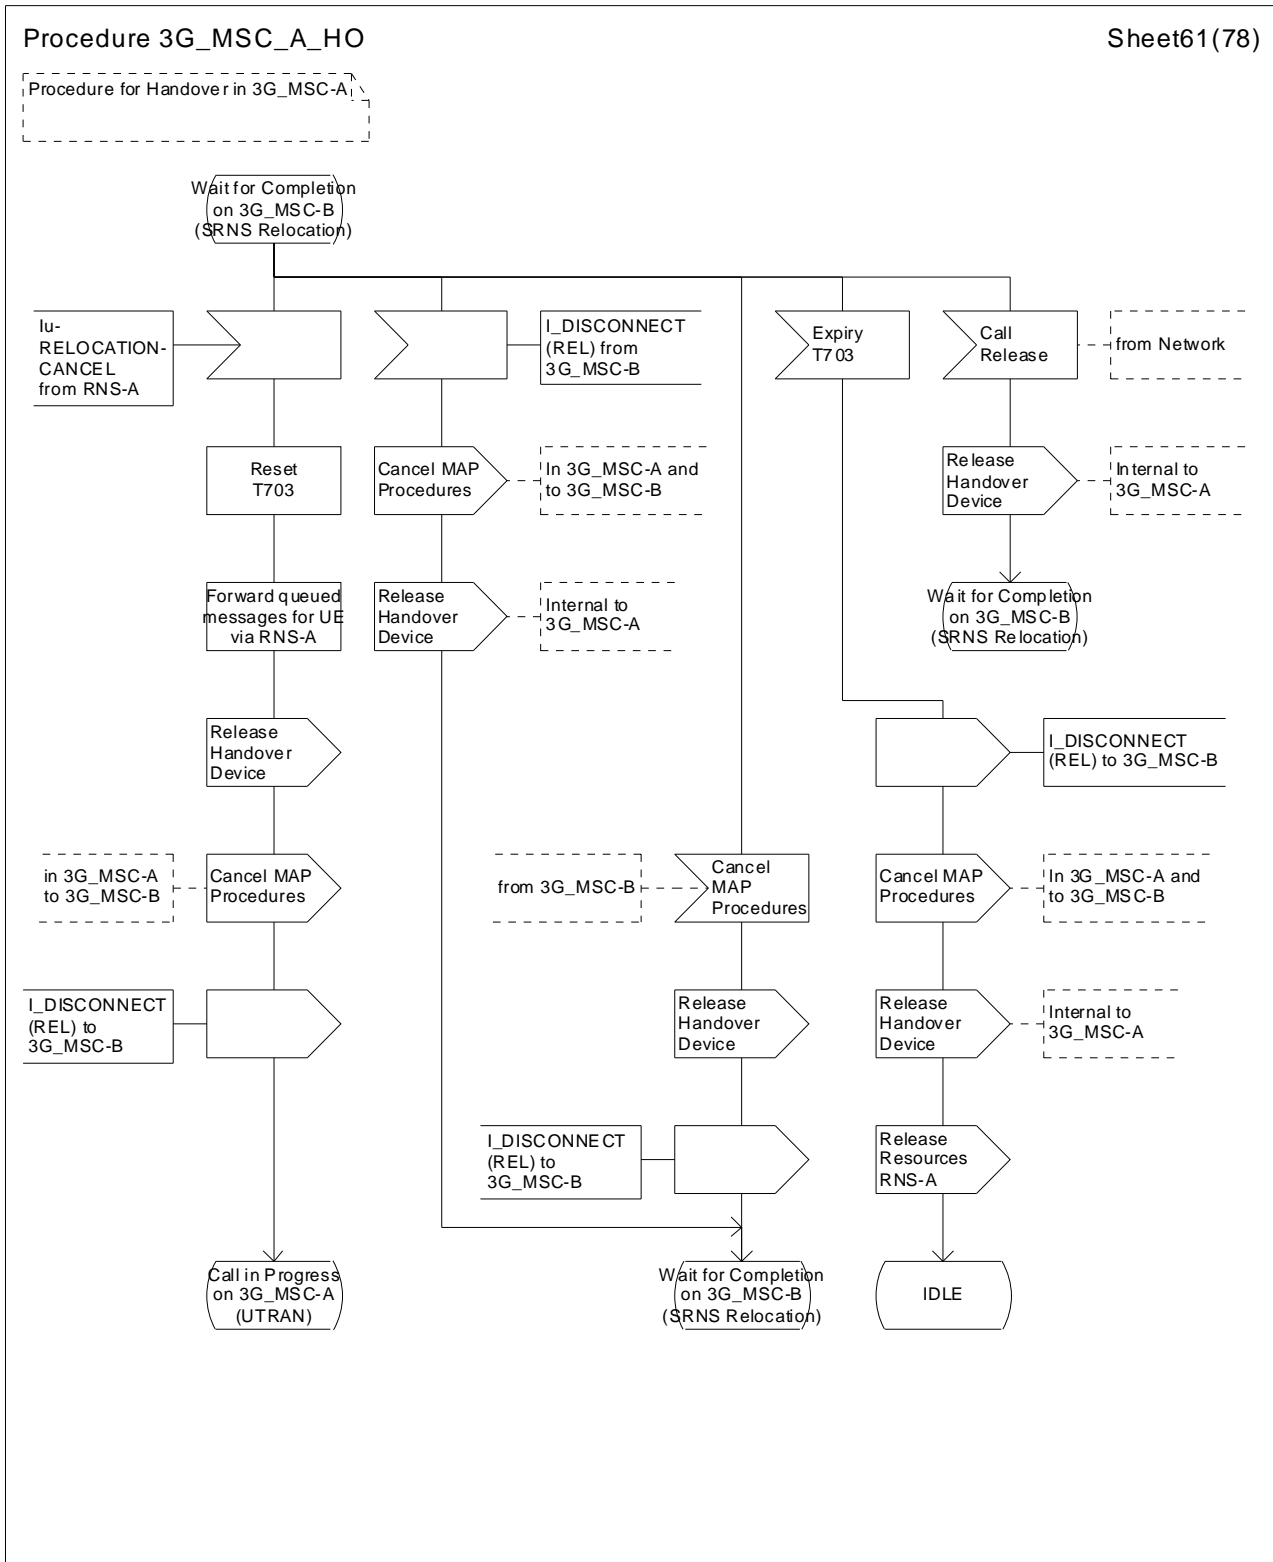 Procedure 3G_MSC_A_HO
Sheet61(78)
Procedure for Handover in 3G_MSC-A
Wait for Completion
on 3G_MSC-B
(SRNS Relocation)
Iu-
RELOCATION-
CANCEL
from RNS-A
I_DISCONNECT
(REL) from
3G_MSC-B
Expiry
T703
Call
Release
from Network
Reset
T703
Cancel MAP
Procedures
In 3G_MSC-A and
to 3G_MSC-B
Release
Handover
Device
Internal to
3G_MSC-A
Forward queued
messages for UE
via RNS-A
Release
Handover
Device
Internal to
3G_MSC-A
Wait for Completion
on 3G_MSC-B
(SRNS Relocation)
Release
Handover
Device
I_DISCONNECT
(REL) to 3G_MSC-B
in 3G_MSC-A
to 3G_MSC-B
Cancel MAP
Procedures
from 3G_MSC-B
Cancel
MAP
Procedures
Cancel MAP
Procedures
In 3G_MSC-A and
to 3G_MSC-B
I_DISCONNECT
(REL) to
3G_MSC-B
Release
Handover
Device
Release
Handover
Device
Internal to
3G_MSC-A
I_DISCONNECT
(REL) to
3G_MSC-B
Release
Resources
RNS-A
Call in Progress
on 3G_MSC-A
(UTRAN)
Wait for Completion
on 3G_MSC-B
(SRNS Relocation)
IDLE